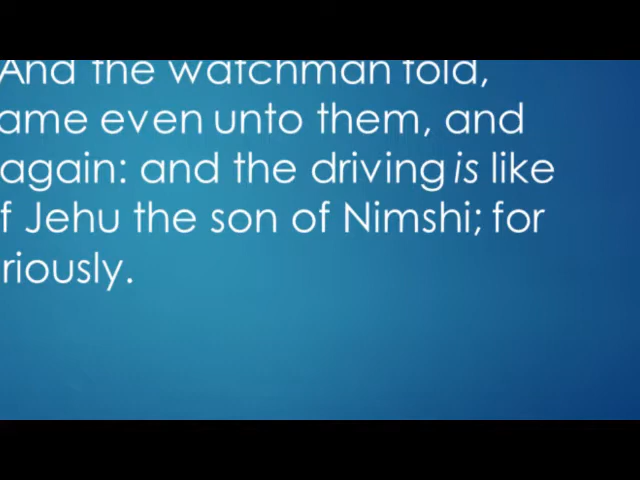 And the watchman told,
ame even unto them, and
again: and the driving is like
f Jehu the son of Nimshi; for
riously.